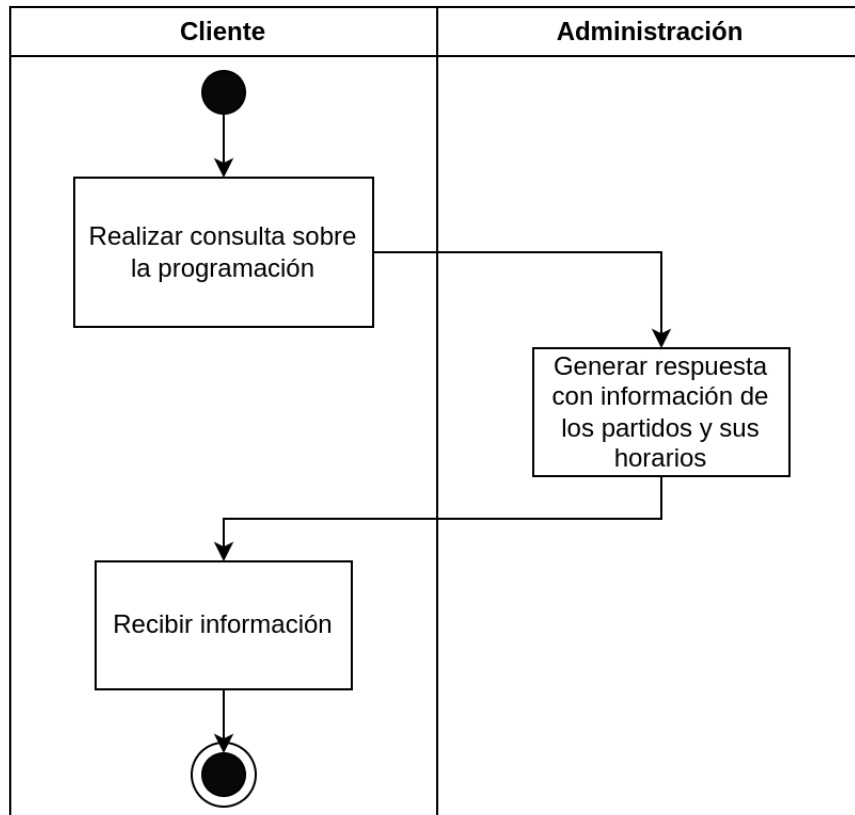 Cliente
Administración
Realizar consulta sobre
la programación
Generar respuesta
con información de
los partidos y sus
horarios
Recibir información